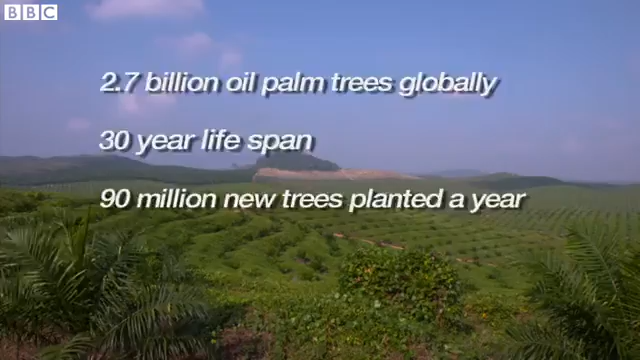 BBC
2.7 billion oil palm trees globally
30 year life span
90 million new trees planted a year